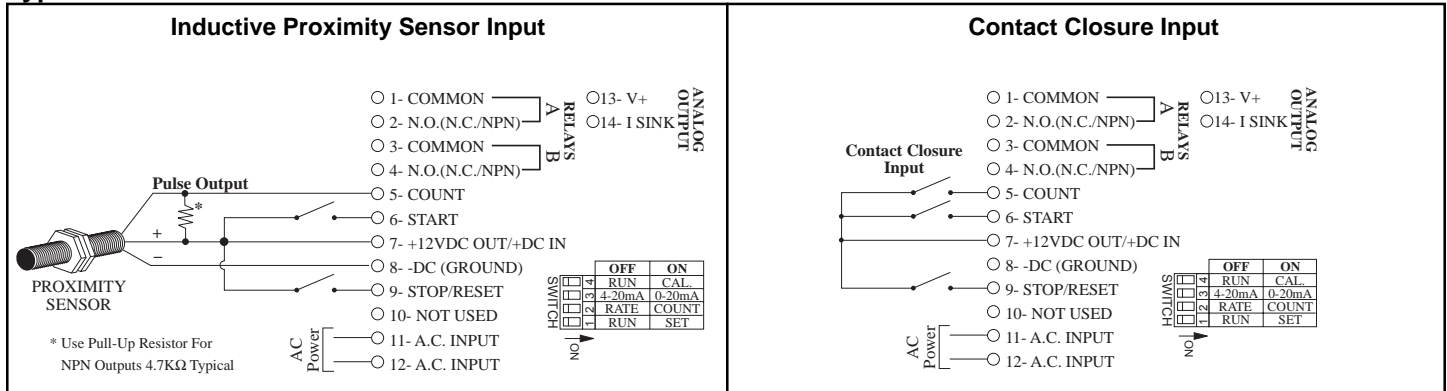 Inductive Proximity Sensor Input
1- COMMON
2- N.O.(N.C./NPN)
3- COMMON
4- N.O.(N.C./NPN)
A
B
RELAYS
13- V+
14- I SINK
ANALOG
OUTPUT
Pulse Output
*
+
–
PROXIMITY
SENSOR
5- COUNT
6- START
7- +12VDC OUT/+DC IN
8- -DC (GROUND)
9- STOP/RESET
10- NOT USED
11- A.C. INPUT
12- A.C. INPUT
AC
Power
* Use Pull-Up Resistor For
NPN Outputs 4.7KΩ Typical
SWITCH
OFF ON
4 RUN CAL.
3 4-20mA 0-20mA
2 RATE COUNT
1 RUN SET
ON
Contact Closure Input
1- COMMON
2- N.O.(N.C./NPN)
3- COMMON
4- N.O.(N.C./NPN)
A
B
RELAYS
13- V+
14- I SINK
ANALOG
OUTPUT
Contact Closure
Input
5- COUNT
6- START
7- +12VDC OUT/+DC IN
8- -DC (GROUND)
9- STOP/RESET
10- NOT USED
11- A.C. INPUT
12- A.C. INPUT
AC
Power
SWITCH
OFF ON
4 RUN CAL.
3 4-20mA 0-20mA
2 RATE COUNT
1 RUN SET
ON